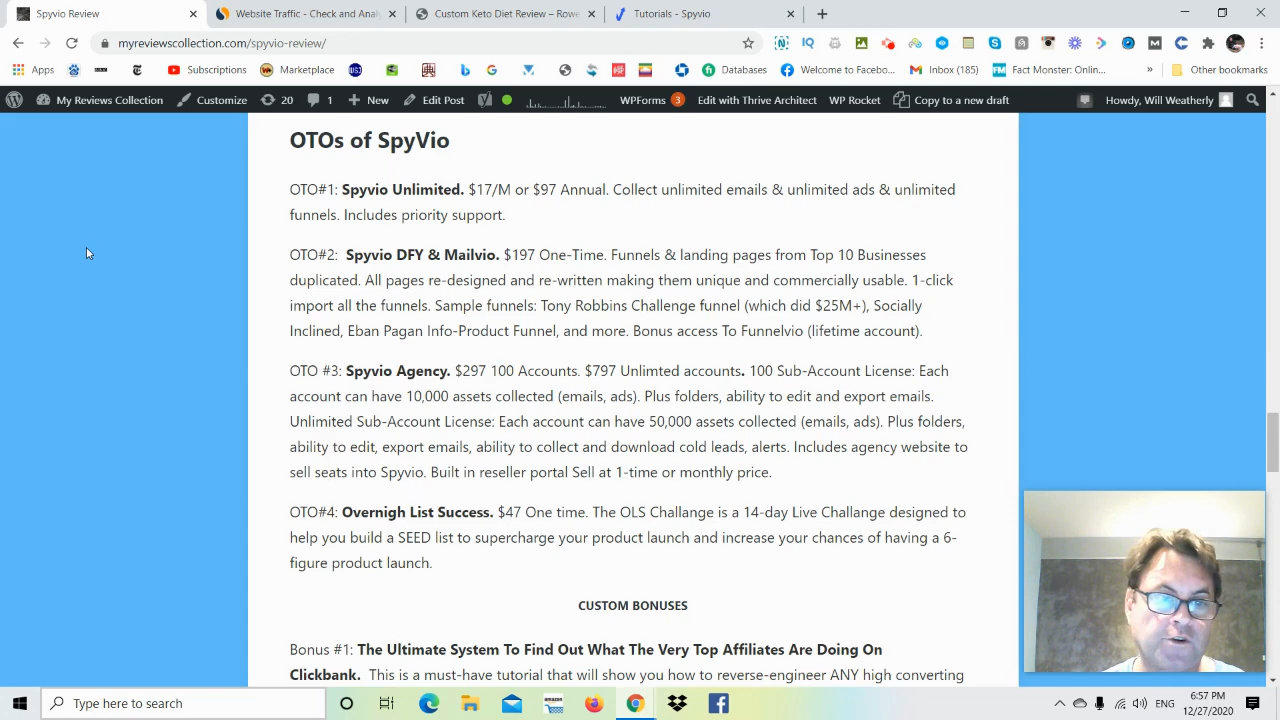 Spyvio Review
Website Traffic - Check and Analy
Custom Keto Diet Review – Rowe
Tutorials - Spyvio
myreviewscollection.com/spyvio-review/
Apps
Subscriptions
Marketplace
Databases
Welcome to Facebo...
Inbox (185)
Fact Monster: Onlin...
Other bookmarks
My Reviews Collection
Customize
20
1
New
Edit Post
WPForms 3
Edit with Thrive Architect
WP Rocket
Copy to a new draft
Howdy, Will Weatherly
OTOs of SpyVio
OTO#1: Spyvio Unlimited. $17/M or $97 Annual. Collect unlimited emails & unlimited ads & unlimited
funnels. Includes priority support.
OTO#2: Spyvio DFY & Mailvio. $197 One-Time. Funnels & landing pages from Top 10 Businesses
duplicated. All pages re-designed and re-written making them unique and commercially usable. 1-click
import all the funnels. Sample funnels: Tony Robbins Challenge funnel (which did $25M+), Socially
Inclined, Eban Pagan Info-Product Funnel, and more. Bonus access To Funnelvio (lifetime account).
OTO #3: Spyvio Agency. $297 100 Accounts. $797 Unlimted accounts. 100 Sub-Account License: Each
account can have 10,000 assets collected (emails, ads). Plus folders, ability to edit and export emails.
Unlimited Sub-Account License: Each account can have 50,000 assets collected (emails, ads). Plus folders,
ability to edit, export emails, ability to collect and download cold leads, alerts. Includes agency website to
sell seats into Spyvio. Built in reseller portal Sell at 1-time or monthly price.
OTO#4: Overnigh List Success. $47 One time. The OLS Challange is a 14-day Live Challange designed to
help you build a SEED list to supercharge your product launch and increase your chances of having a 6-
figure product launch.
CUSTOM BONUSES
Bonus #1: The Ultimate System To Find Out What The Very Top Affiliates Are Doing On
Clickbank. This is a must-have tutorial that will show you how to reverse-engineer ANY high converting
Type here to search
amazon
ENG
6:57 PM
12/27/2020